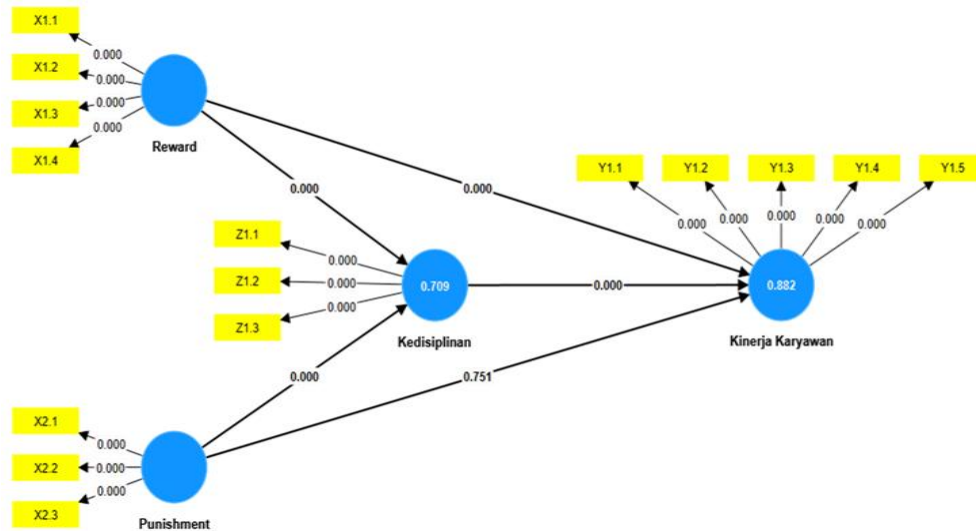 X1.1
0.000
X1.2
0.000
X1.3
0.000
X1.4
0.000
Reward
0.000
0.000
Y1.1
Y1.2
Y1.3
Y1.4
Y1.5
0.000
0.000
0.000
0.000
0.000
Z1.1
0.000
Z1.2
0.000
Z1.3
0.000
0.709
Kedisiplinan
0.000
0.882
Kinerja Karyawan
0.000
0.751
X2.1
0.000
X2.2
0.000
X2.3
0.000
Punishment